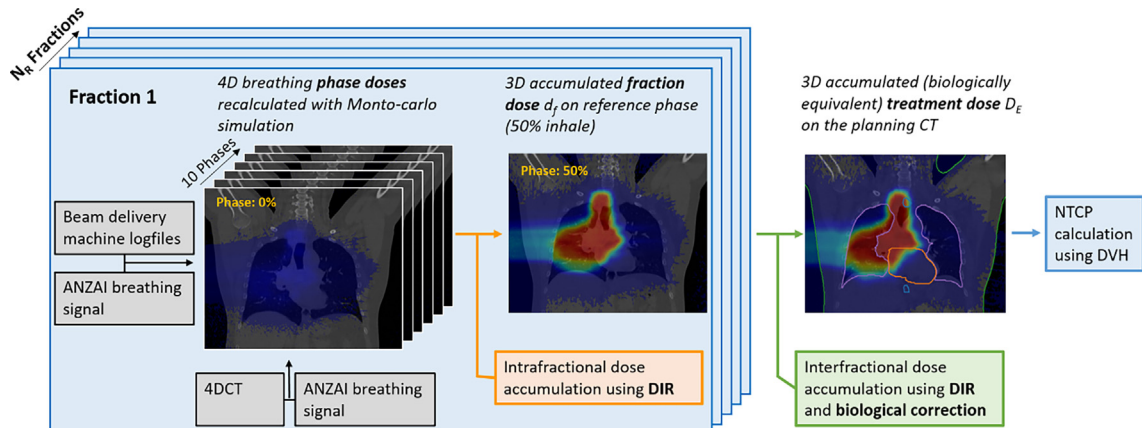 N_R Fractions
Fraction 1
4D breathing phase doses
recalculated with Monto-carlo
simulation
10 Phases
Phase: 0%
Beam delivery
machine logfiles
ANZAI breathing
signal
4DCT
ANZAI breathing
signal
3D accumulated fraction
dose d_f on reference phase
(50% inhale)
Phase: 50%
Intrafractional dose
accumulation using DIR
3D accumulated (biologically
equivalent) treatment dose D_E
on the planning CT
Interfractional dose
accumulation using DIR
and biological correction
NTCP
calculation
using DVH